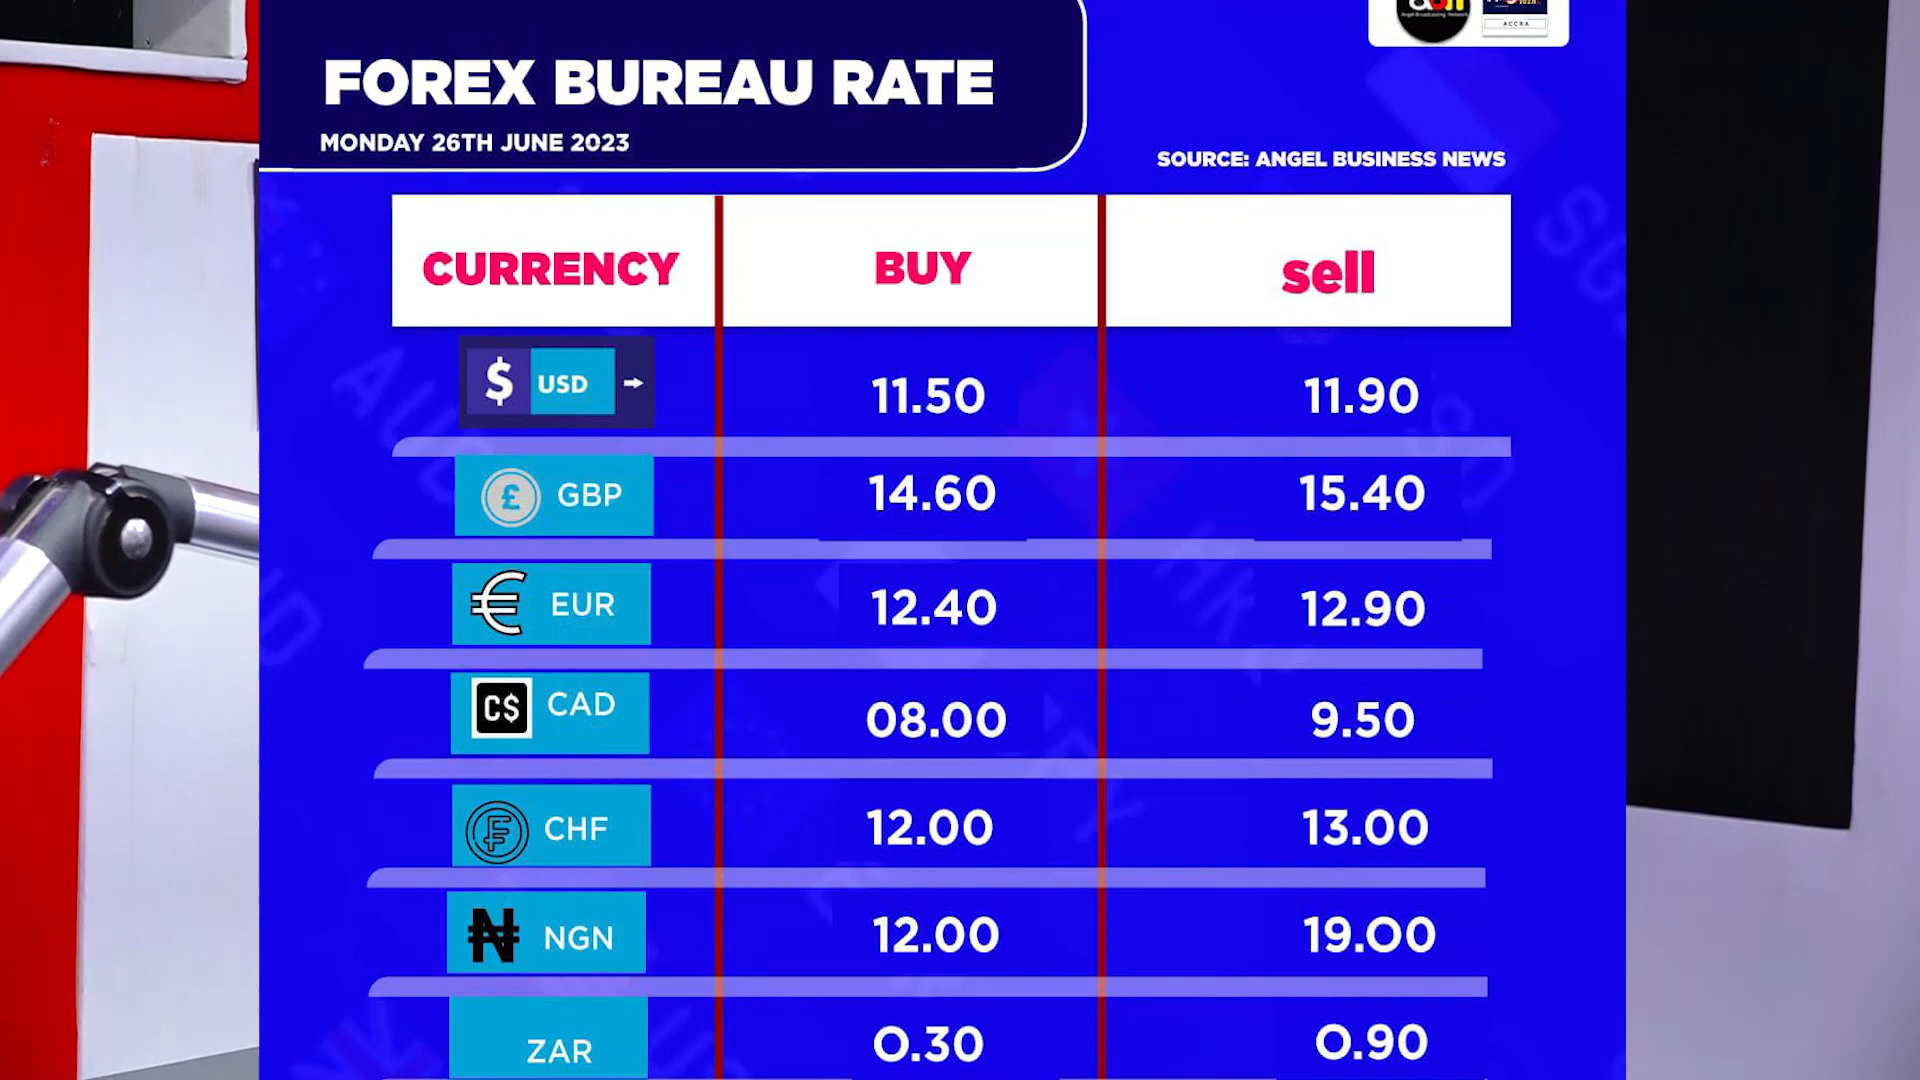 ACCRA
FOREX BUREAU RATE
MONDAY 26TH JUNE 2023
SOURCE: ANGEL BUSINESS NEWS
CURRENCY BUY sell
$ USD 11.50 11.90
£ GBP 14.60 15.40
€ EUR 12.40 12.90
C$ CAD 08.00 9.50
CHF 12.00 13.00
₦ NGN 12.00 19.00
ZAR 0.30 0.90